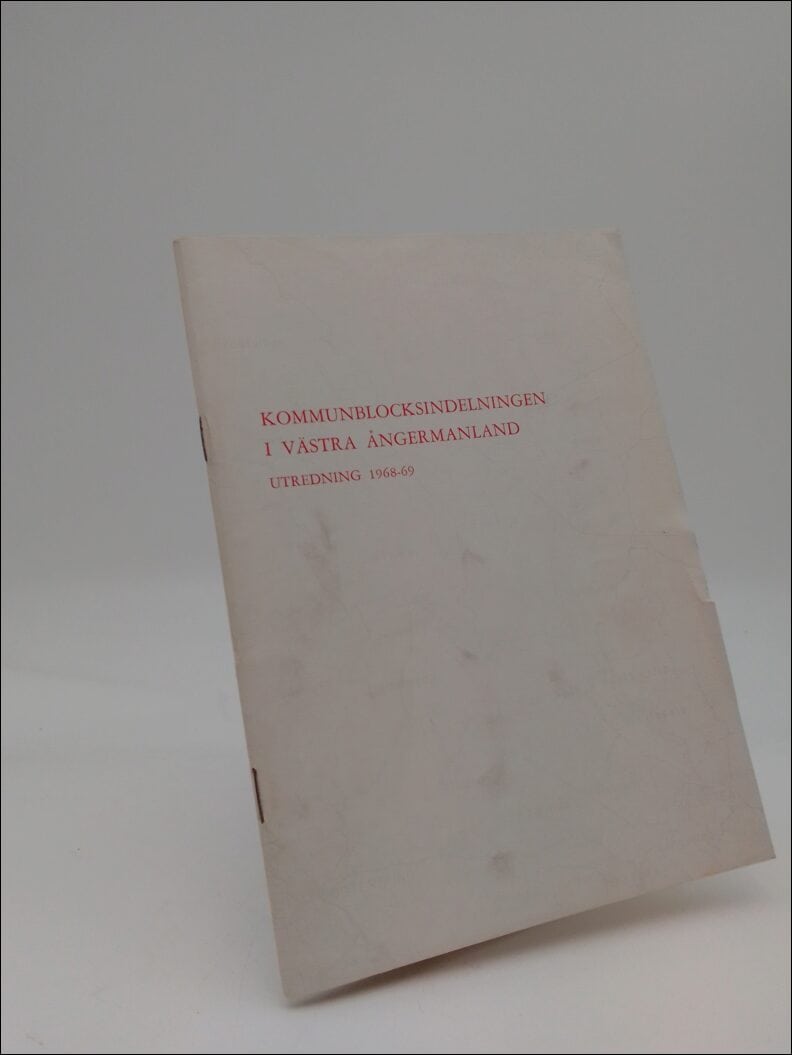 KOMMUNBLOCKSINDELNINGEN
I VÄSTRA ÅNGERMANLAND
UTREDNING 1968-69